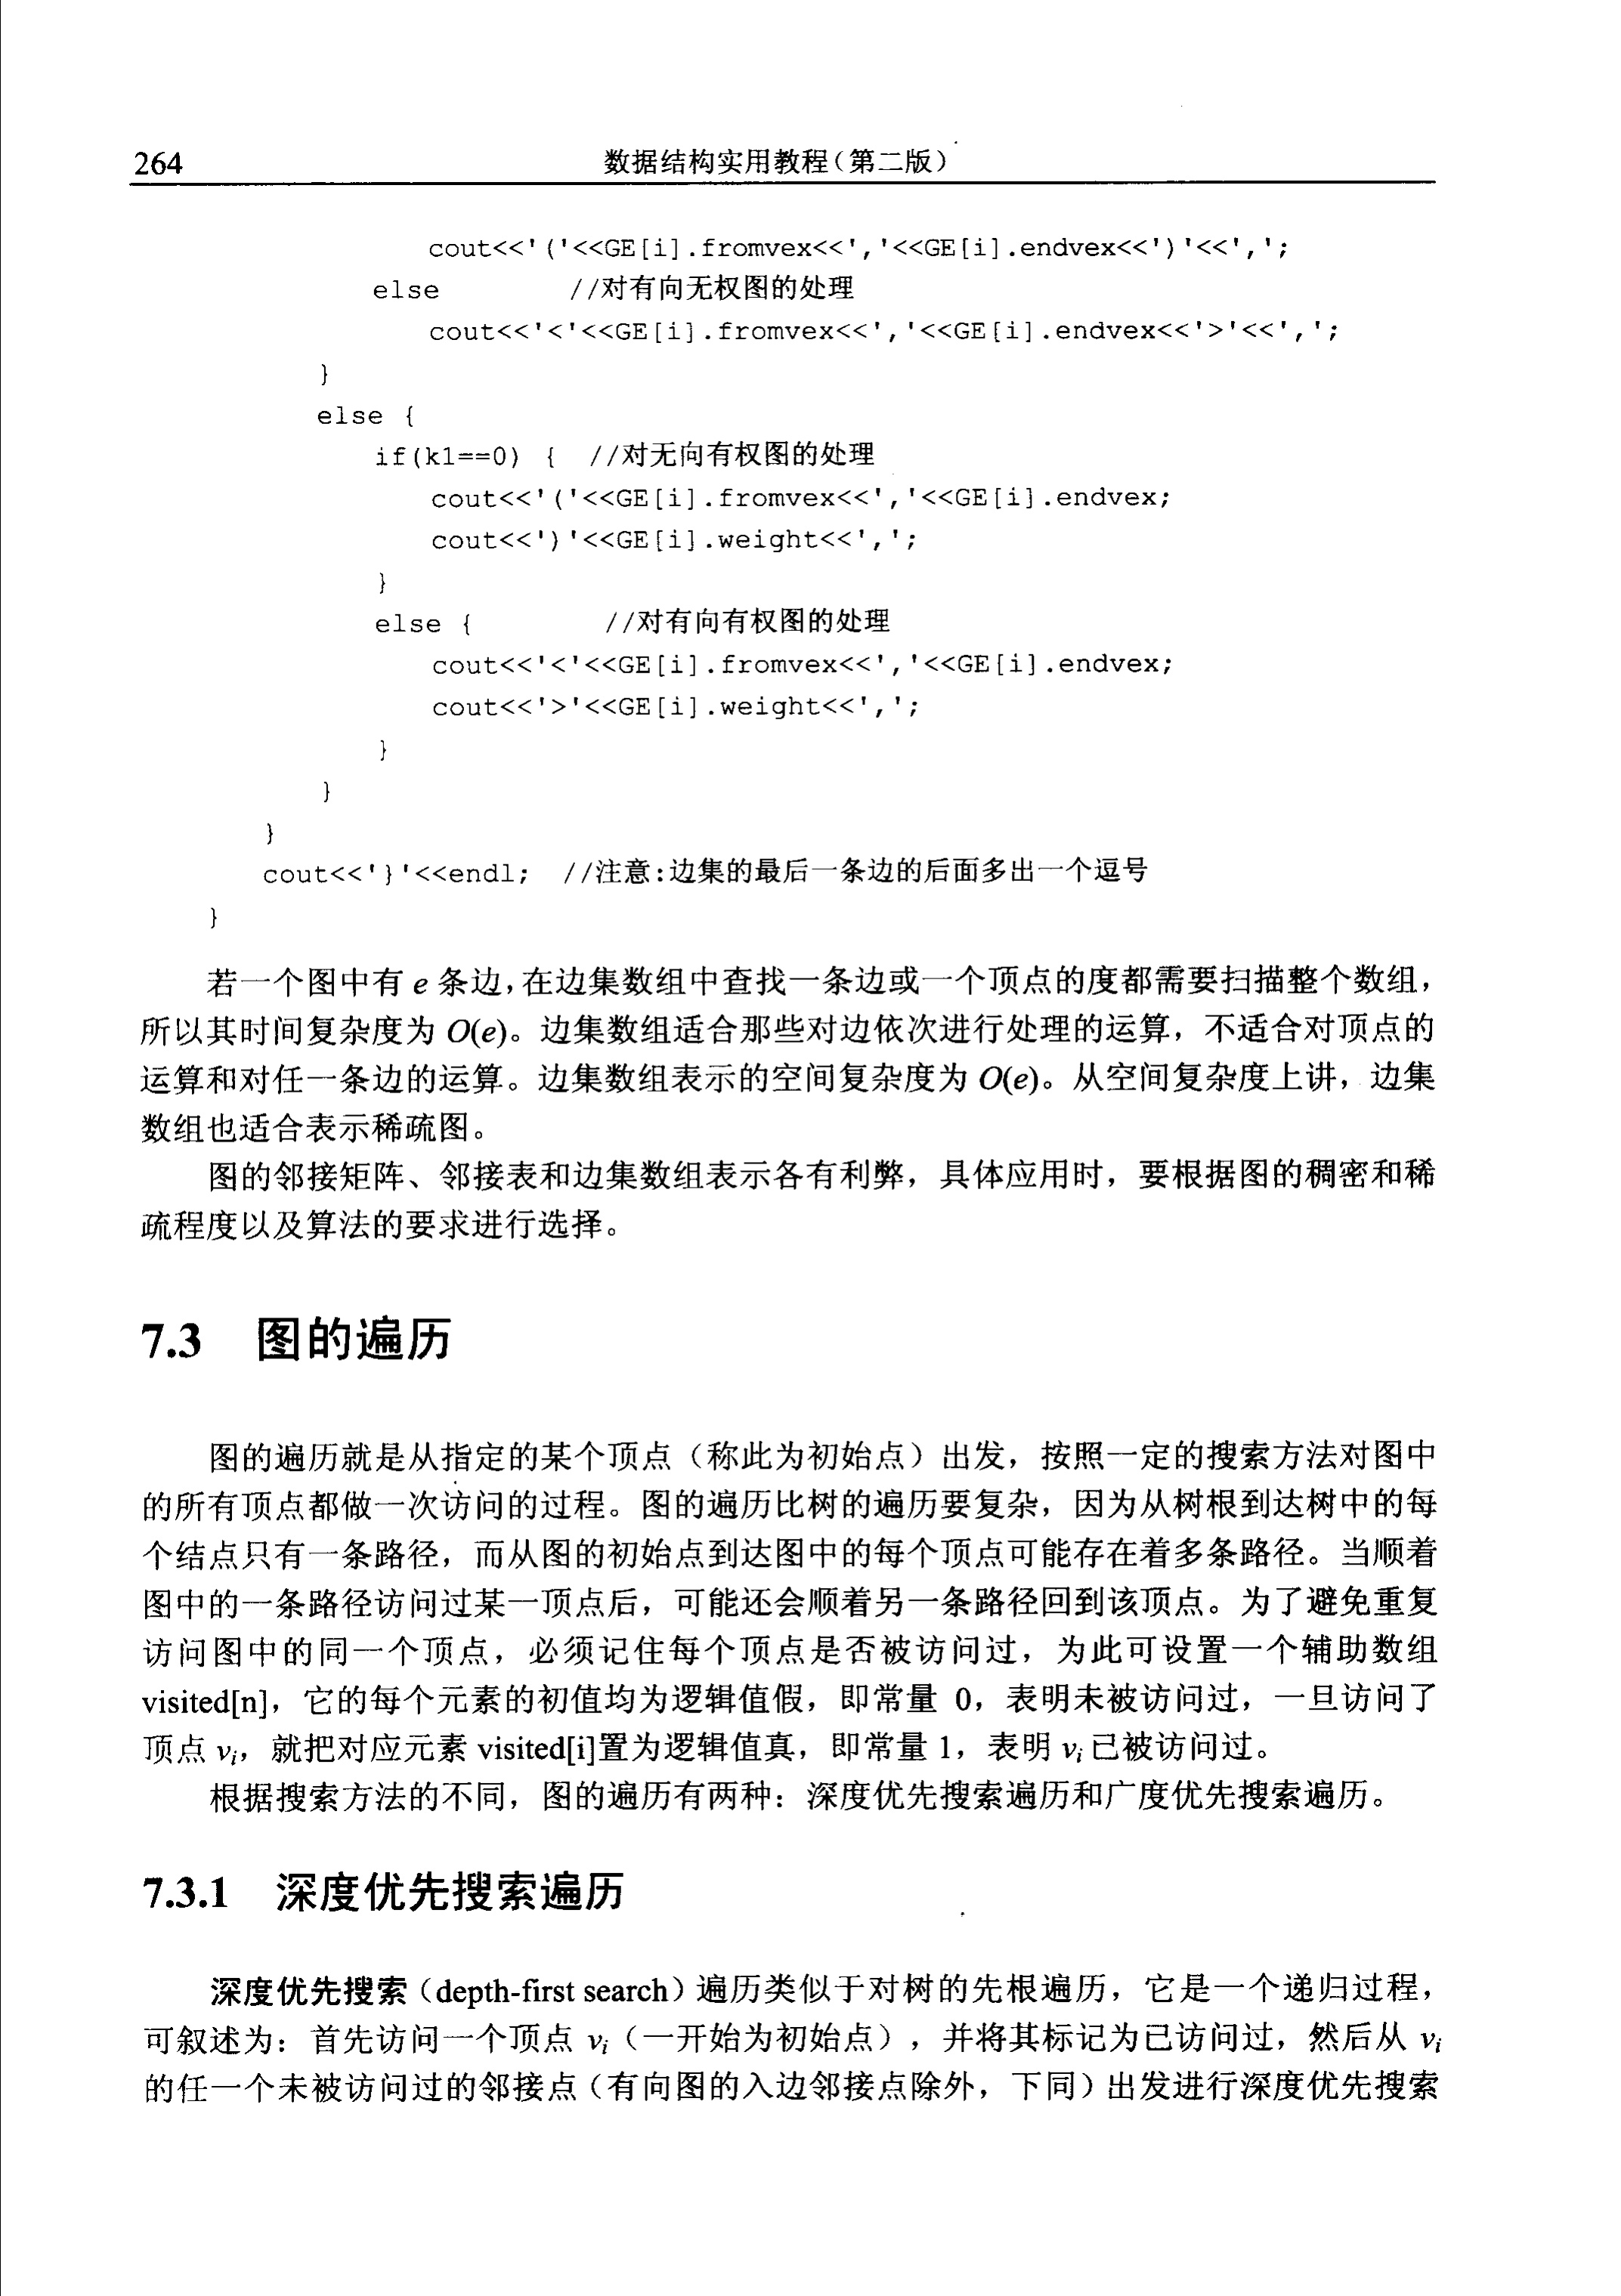 264 数据结构实用教程(第二版)
cout<<'('<<GE[i].fromvex<<','<<GE[i].endvex<<')'<<',';
else //对有向无权图的处理
cout<<'<'<<GE[i].fromvex<<','<<GE[i].endvex<<'>'<<',';
}
else {
if(k1==0) { //对无向有权图的处理
cout<<'('<<GE[i].fromvex<<','<<GE[i].endvex;
cout<<')'<<GE[i].weight<<',';
}
else { //对有向有权图的处理
cout<<'<'<<GE[i].fromvex<<','<<GE[i].endvex;
cout<<'>'<<GE[i].weight<<',';
}
}
}
cout<<'}'<<endl; //注意:边集的最后一条边的后面多出一个逗号
}
若一个图中有 e 条边,在边集数组中查找一条边或一个顶点的度都需要扫描整个数组,
所以其时间复杂度为 O(e)。边集数组适合那些对边依次进行处理的运算，不适合对顶点的
运算和对任一条边的运算。边集数组表示的空间复杂度为 O(e)。从空间复杂度上讲，边集
数组也适合表示稀疏图。
图的邻接矩阵、邻接表和边集数组表示各有利弊，具体应用时，要根据图的稠密和稀
疏程度以及算法的要求进行选择。
7.3 图的遍历
图的遍历就是从指定的某个顶点（称此为初始点）出发，按照一定的搜索方法对图中
的所有顶点都做一次访问的过程。图的遍历比树的遍历要复杂，因为从树根到达树中的每
个结点只有一条路径，而从图的初始点到达图中的每个顶点可能存在着多条路径。当顺着
图中的一条路径访问过某一顶点后，可能还会顺着另一条路径回到该顶点。为了避免重复
访问图中的同一个顶点，必须记住每个顶点是否被访问过，为此可设置一个辅助数组
visited[n]，它的每个元素的初值均为逻辑值假，即常量 0，表明未被访问过，一旦访问了
顶点 vi，就把对应元素 visited[i]置为逻辑值真，即常量 1，表明 vi 已被访问过。
根据搜索方法的不同，图的遍历有两种：深度优先搜索遍历和广度优先搜索遍历。
7.3.1 深度优先搜索遍历
深度优先搜索（depth-first search）遍历类似于对树的先根遍历，它是一个递归过程，
可叙述为：首先访问一个顶点 vi（一开始为初始点），并将其标记为已访问过，然后从 vi
的任一个未被访问过的邻接点（有向图的入边邻接点除外，下同）出发进行深度优先搜索